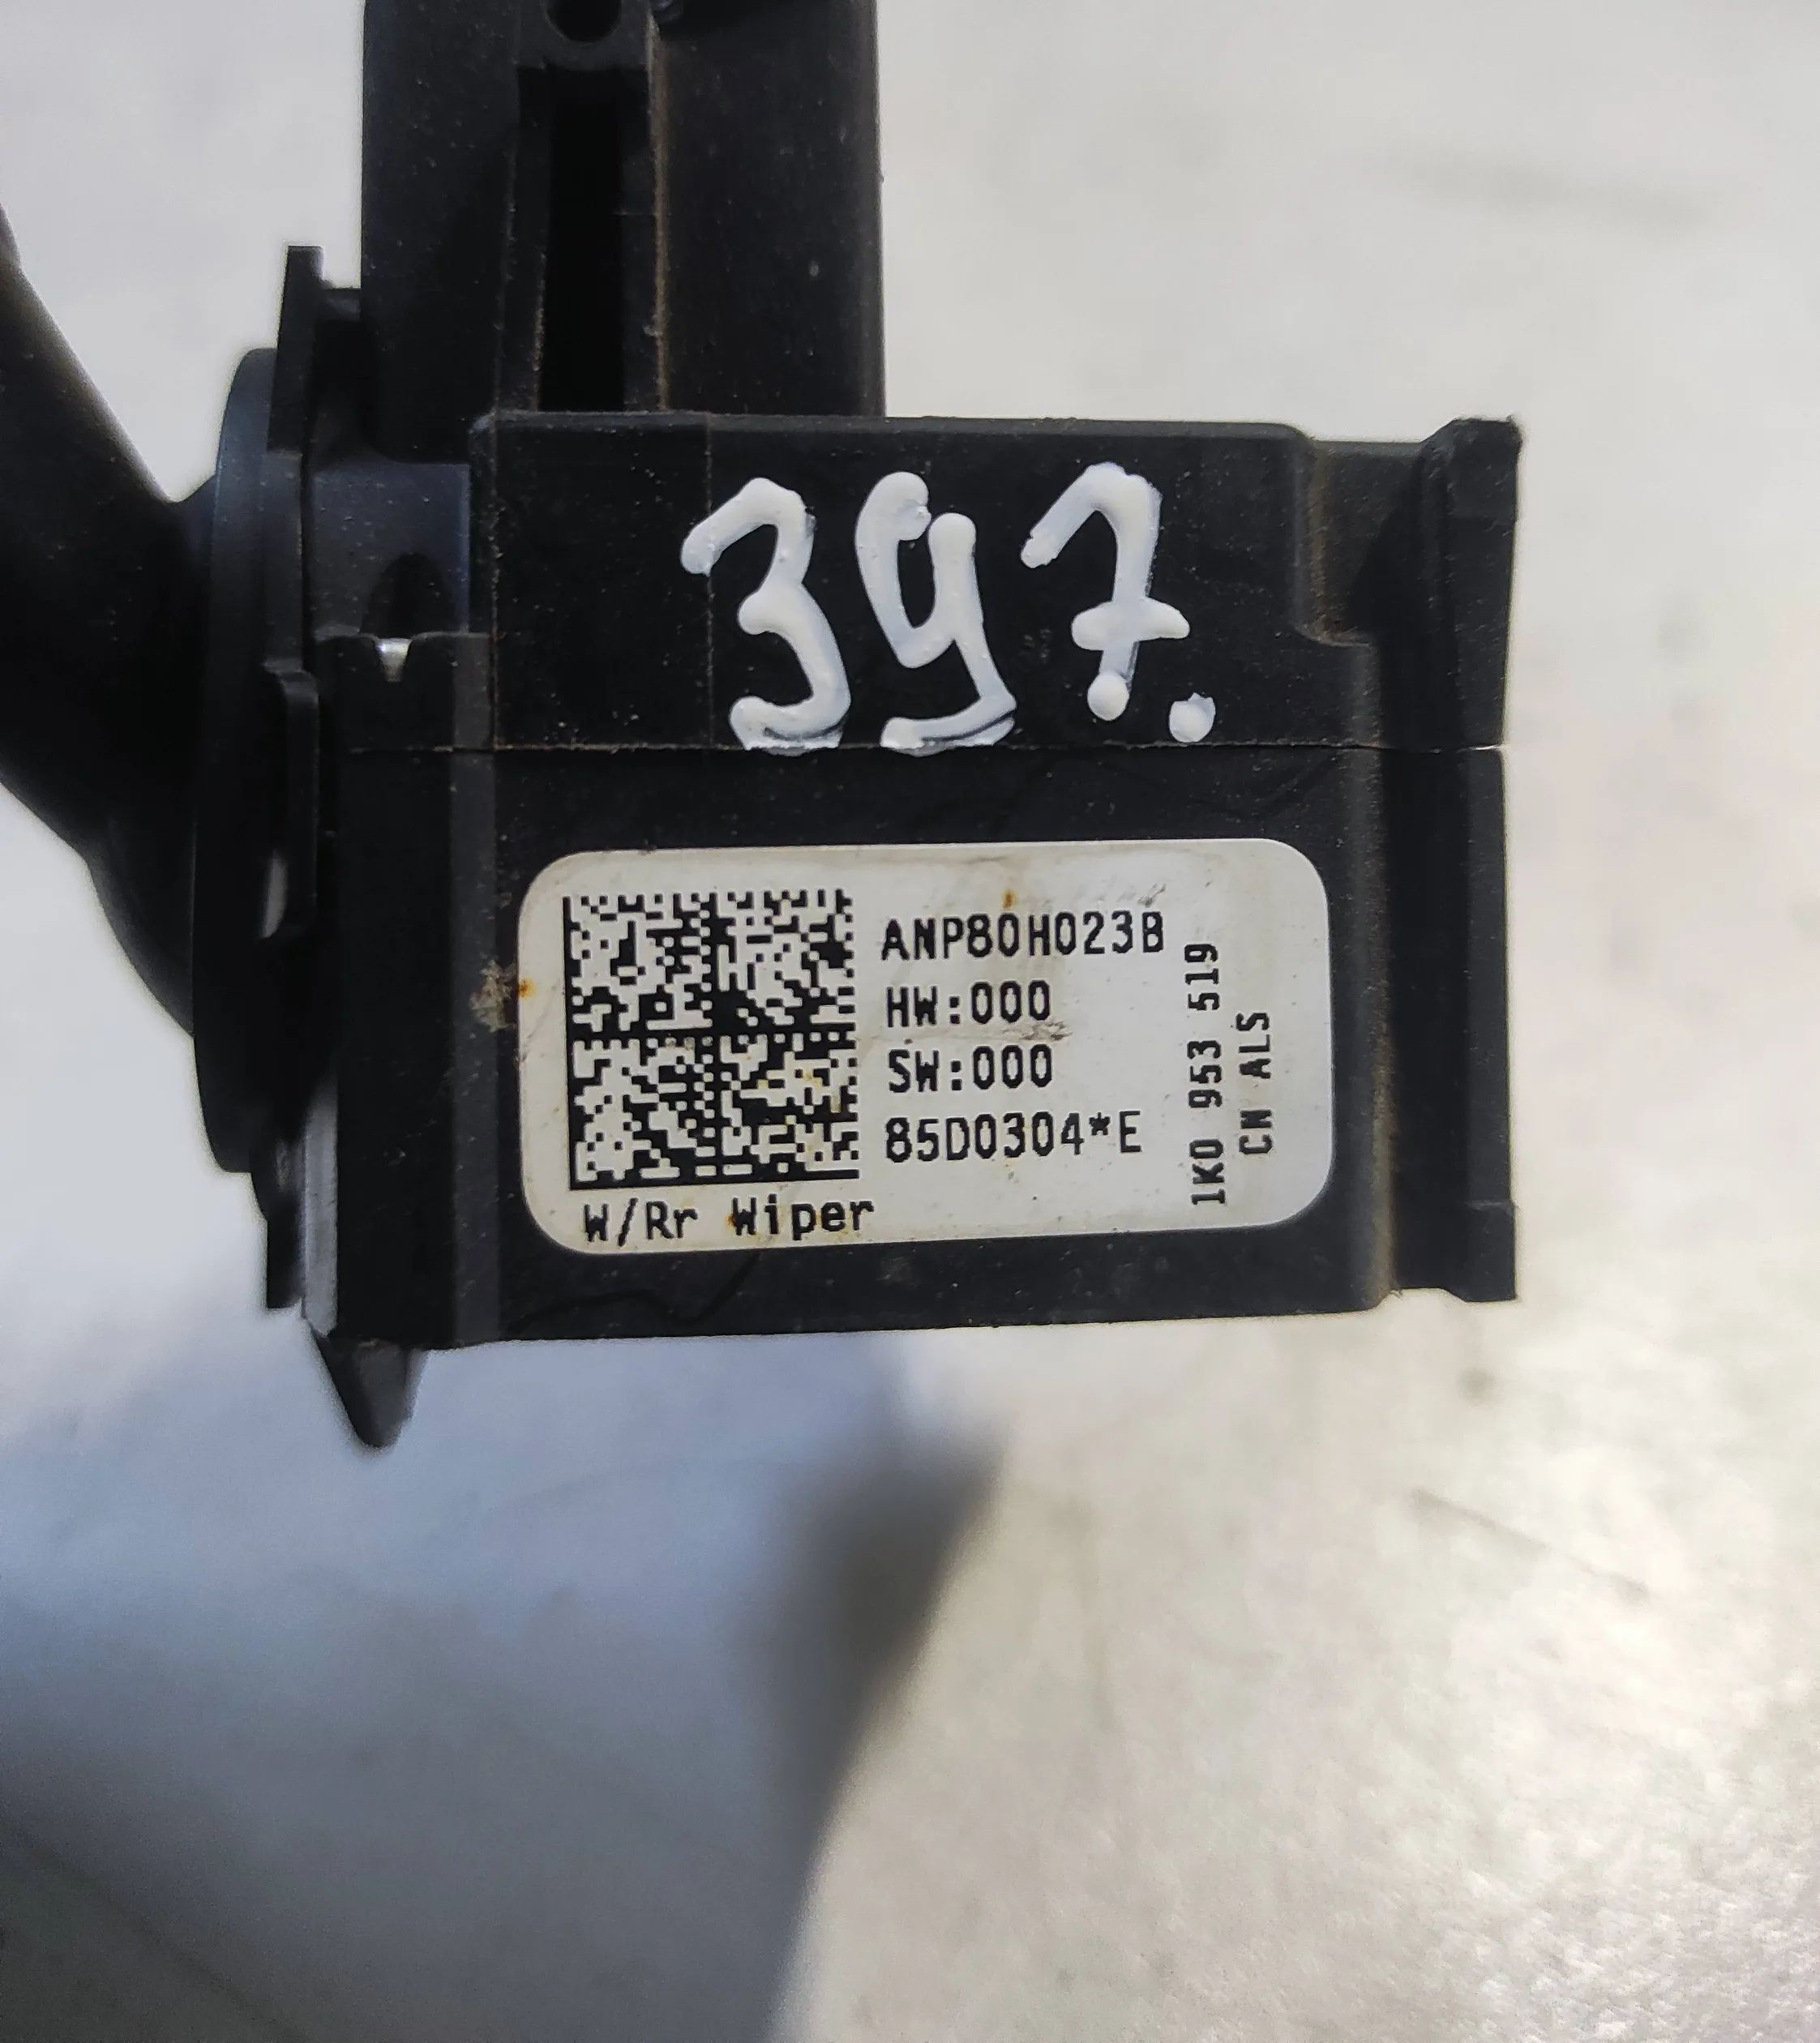 397.
ANP80H023B
HW:000
SW:000
85D0304*E
W/Rr Wiper
1K0 953 519
CN ALS